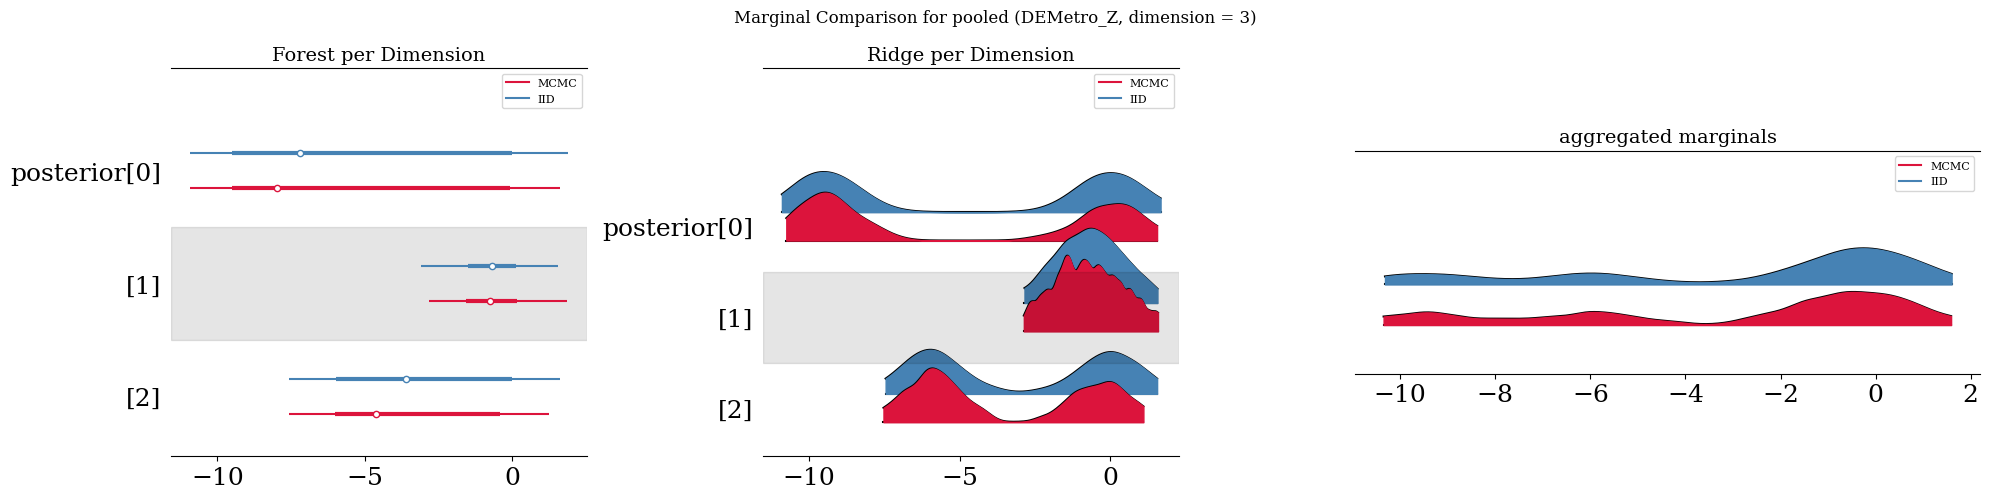 Marginal Comparison for pooled (DEMetro_Z, dimension = 3)
Forest per Dimension
MCMC
IID
posterior[0]
[1]
[2]
−10 −5 0
Ridge per Dimension
MCMC
IID
posterior[0]
[1]
[2]
−10 −5 0
aggregated marginals
MCMC
IID
−10 −8 −6 −4 −2 0 2